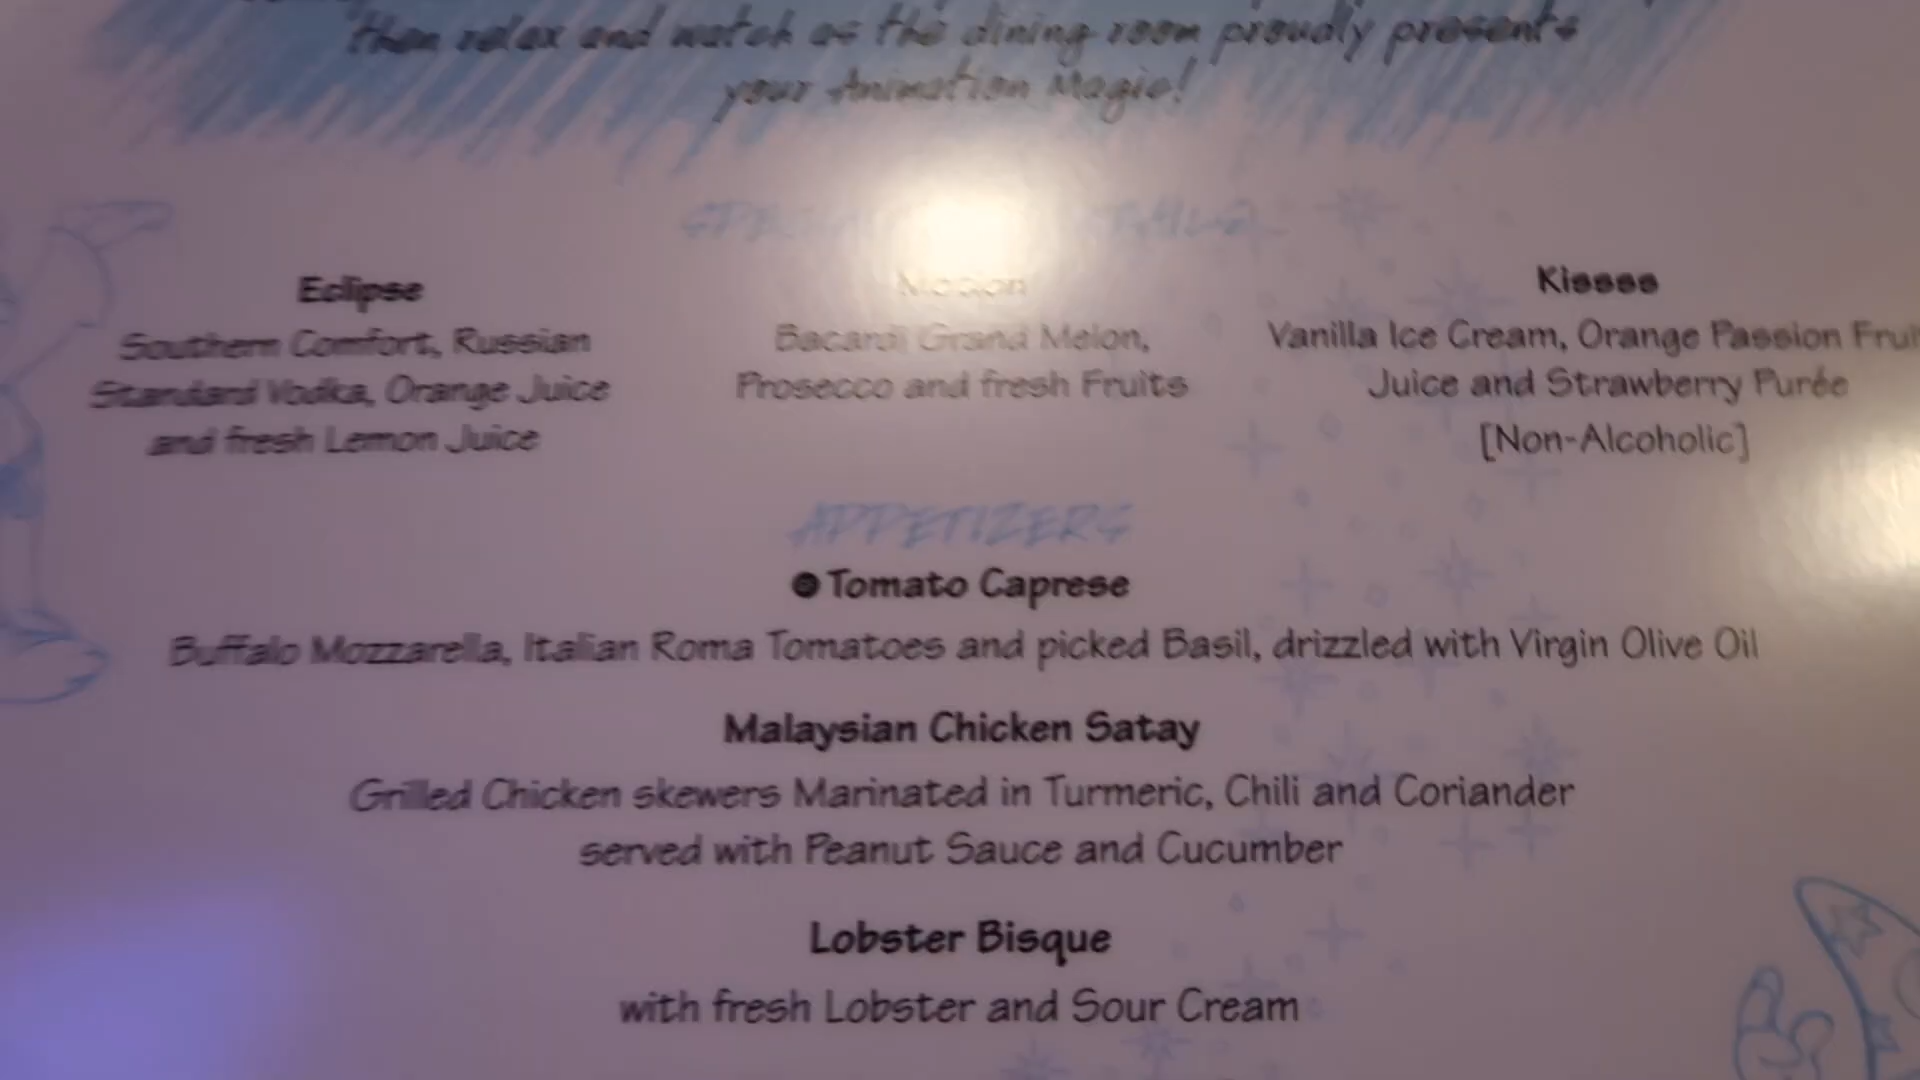 then relax and watch as the dining room proudly presents
your Animation Magic!
Eclipse
Southern Comfort, Russian
Standard Vodka, Orange Juice
and fresh Lemon Juice
Bacardi Grand Melon,
Prosecco and fresh Fruits
Kisses
Vanilla Ice Cream, Orange Passion Fruit
Juice and Strawberry Purée
[Non-Alcoholic]
APPETIZERS
Tomato Caprese
Buffalo Mozzarella, Italian Roma Tomatoes and picked Basil, drizzled with Virgin Olive Oil
Malaysian Chicken Satay
Grilled Chicken skewers Marinated in Turmeric, Chili and Coriander
served with Peanut Sauce and Cucumber
Lobster Bisque
with fresh Lobster and Sour Cream